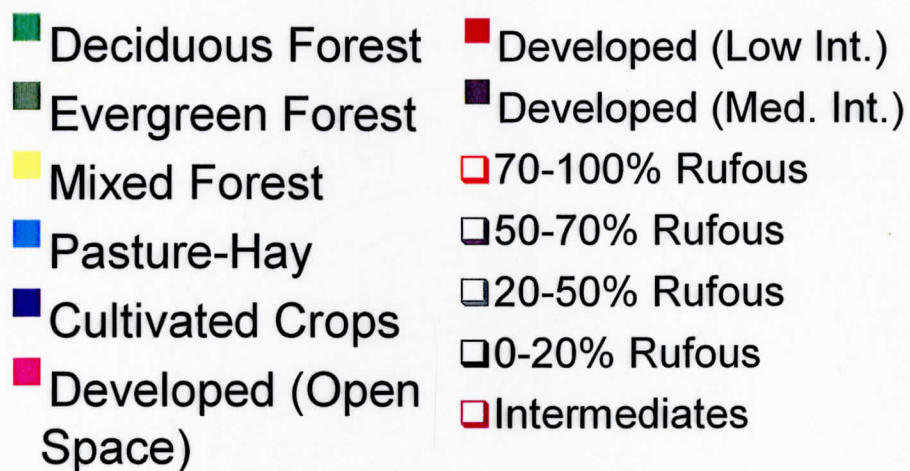 Deciduous Forest
Evergreen Forest
Mixed Forest
Pasture-Hay
Cultivated Crops
Developed (Open
Space)
Developed (Low Int.)
Developed (Med. Int.)
70-100% Rufous
50-70% Rufous
20-50% Rufous
0-20% Rufous
Intermediates